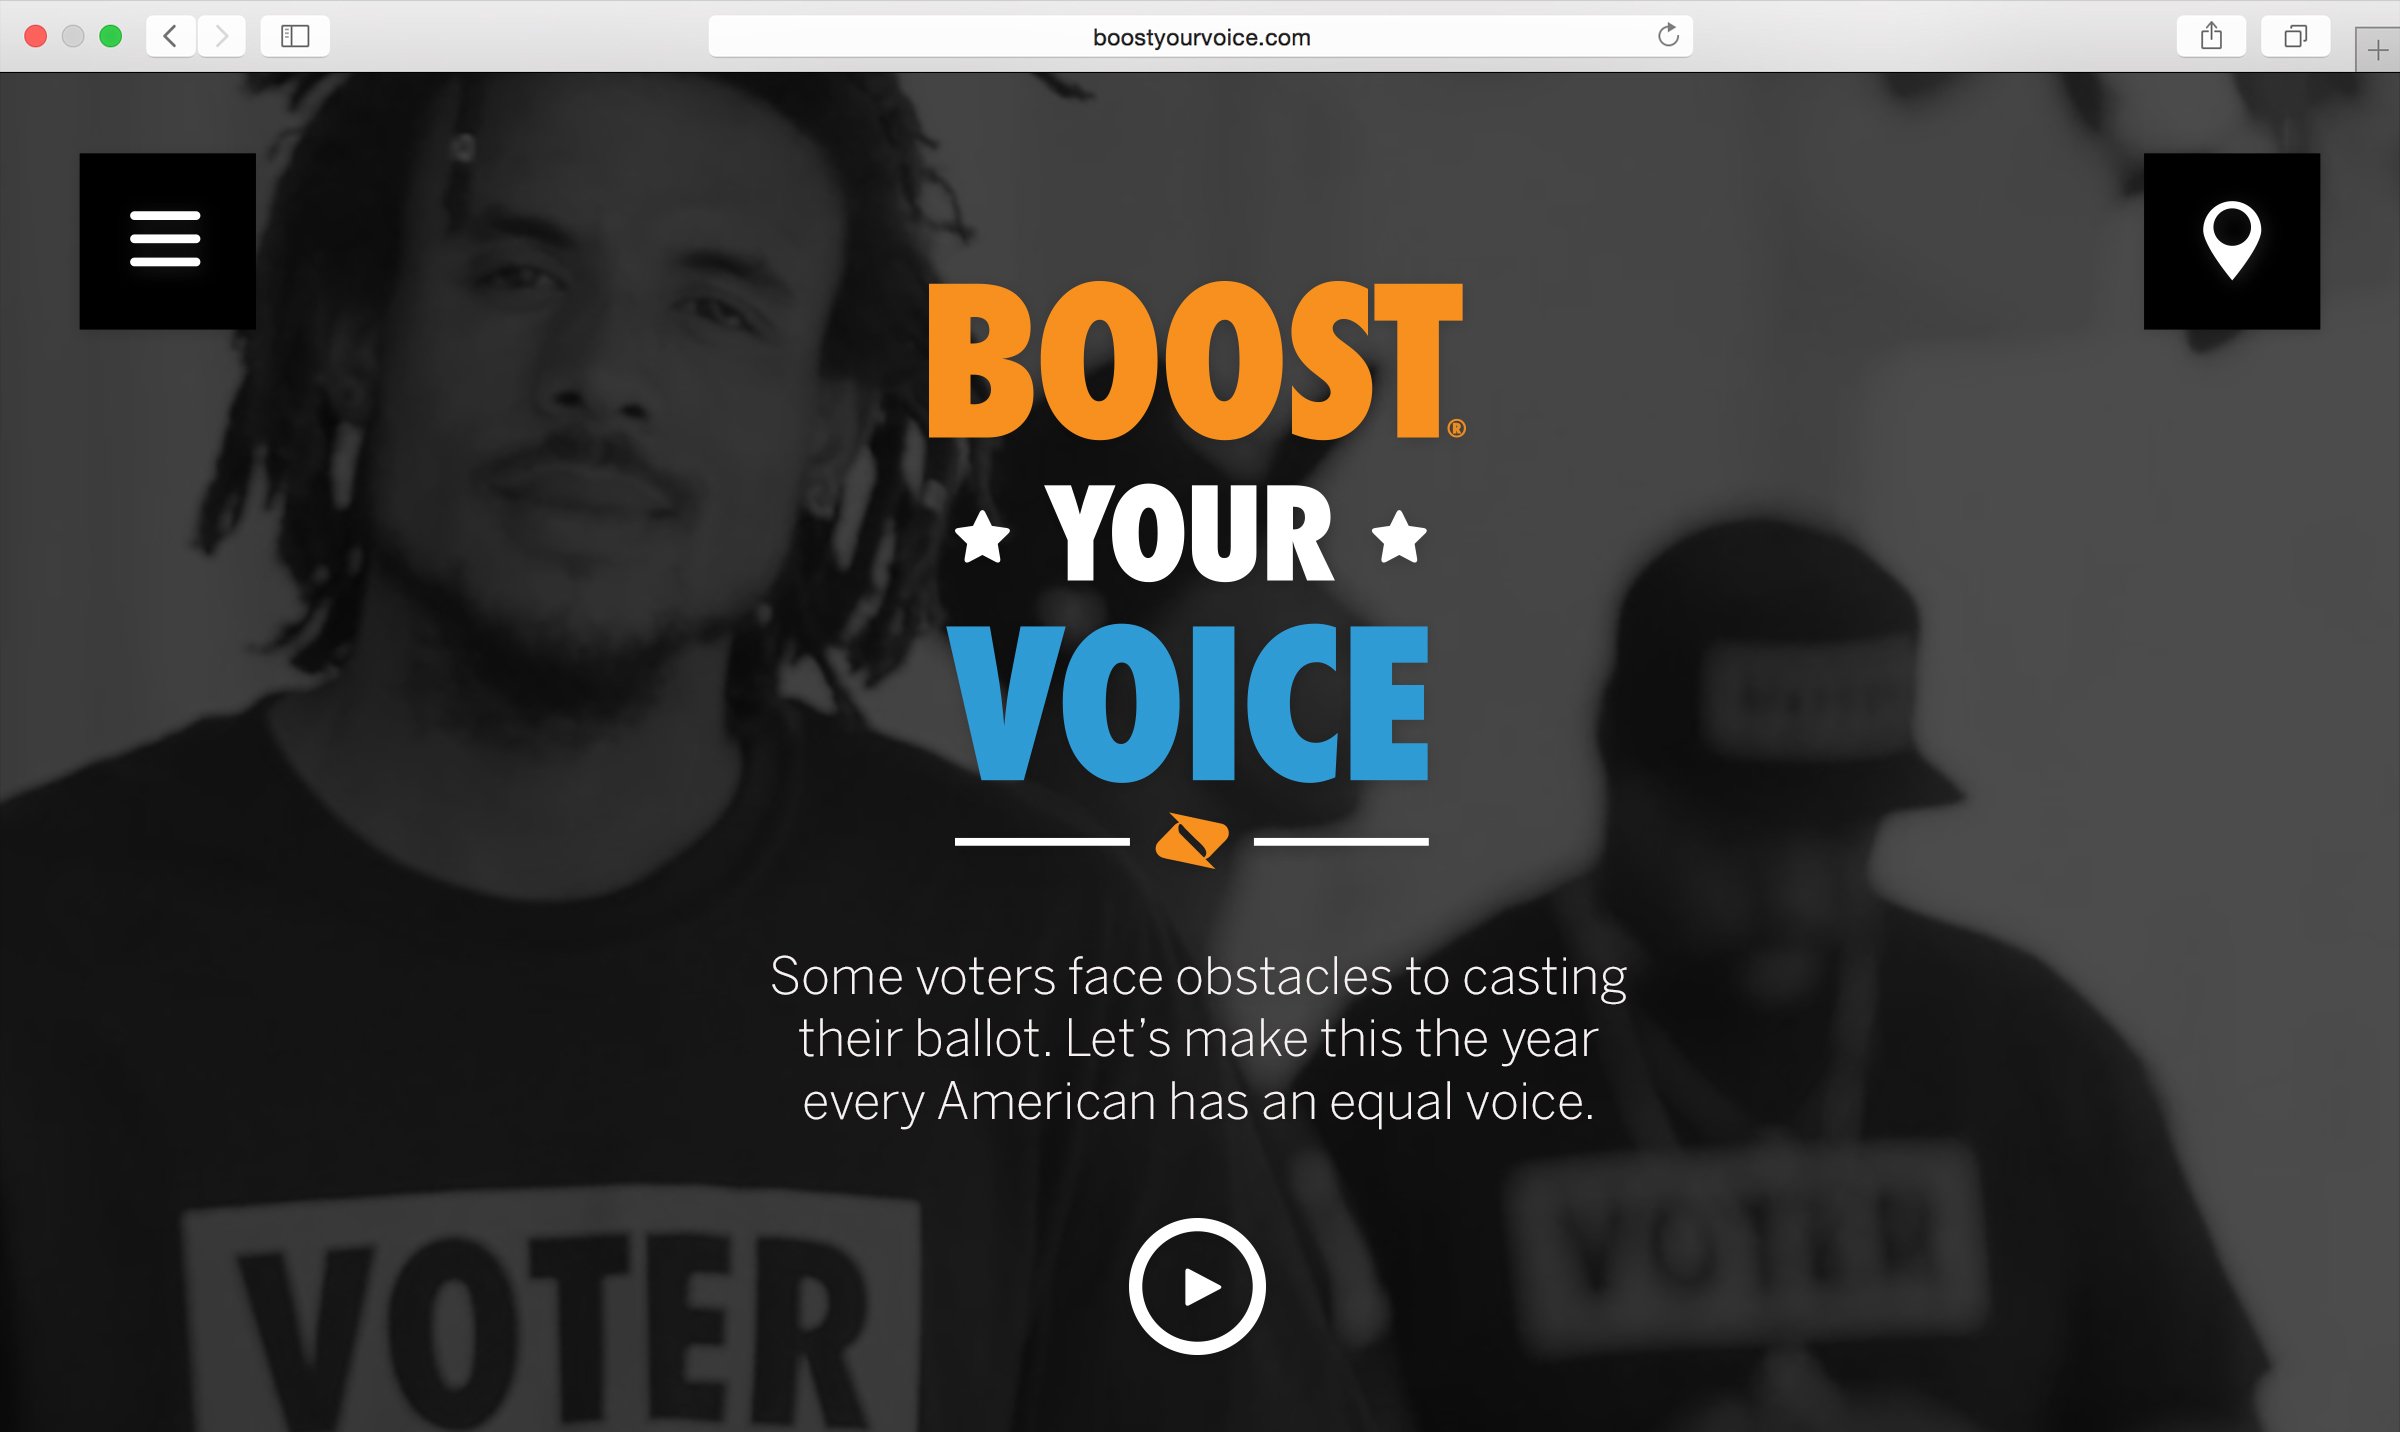 boostyourvoice.com
BOOST®
YOUR
VOICE
Some voters face obstacles to casting
their ballot. Let's make this the year
every American has an equal voice.
VOTER
VOTER